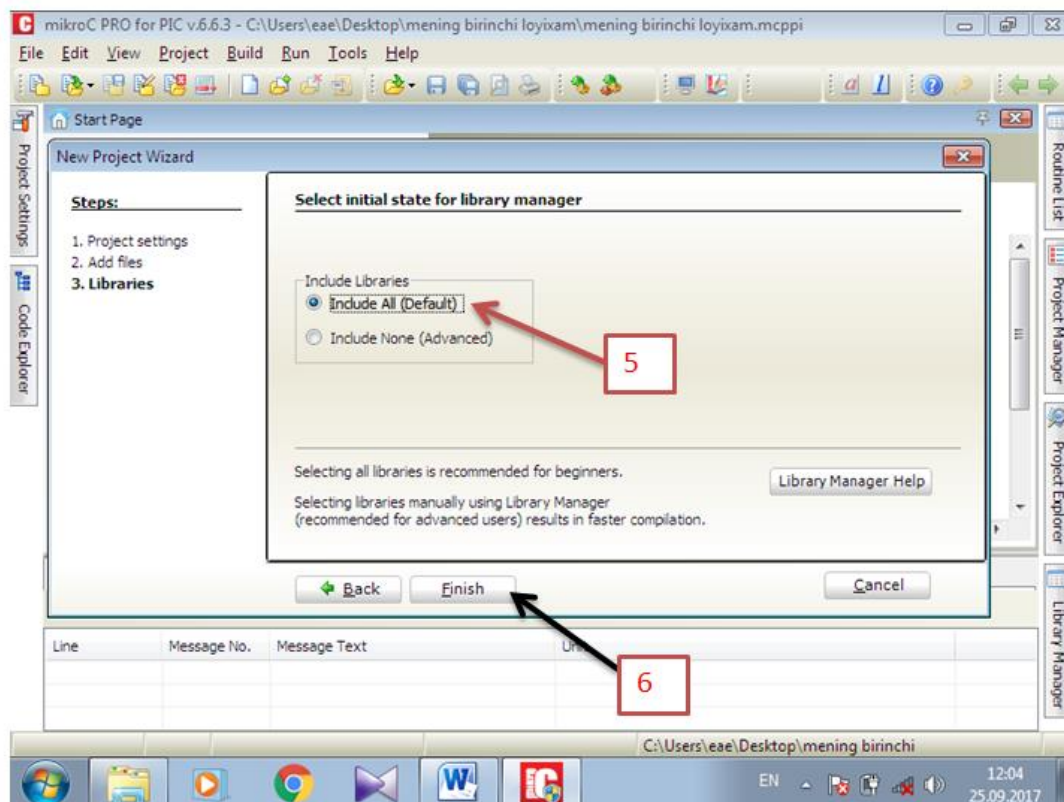 mikroC PRO for PIC v.6.6.3 - C:\Users\eae\Desktop\mening birinchi loyixam\mening birinchi loyixam.mcppi
File Edit View Project Build Run Tools Help
Start Page
Project Settings
Code Explorer
New Project Wizard
Steps:
1. Project settings
2. Add files
3. Libraries
Select initial state for library manager
Include Libraries
Include All (Default)
Include None (Advanced)
5
Selecting all libraries is recommended for beginners.
Library Manager Help
Selecting libraries manually using Library Manager
(recommended for advanced users) results in faster compilation.
Back Finish Cancel
6
Routine List
Project Manager
Project Explorer
Library Manager
Line Message No. Message Text
C:\Users\eae\Desktop\mening birinchi
EN 12:04
25.09.2017